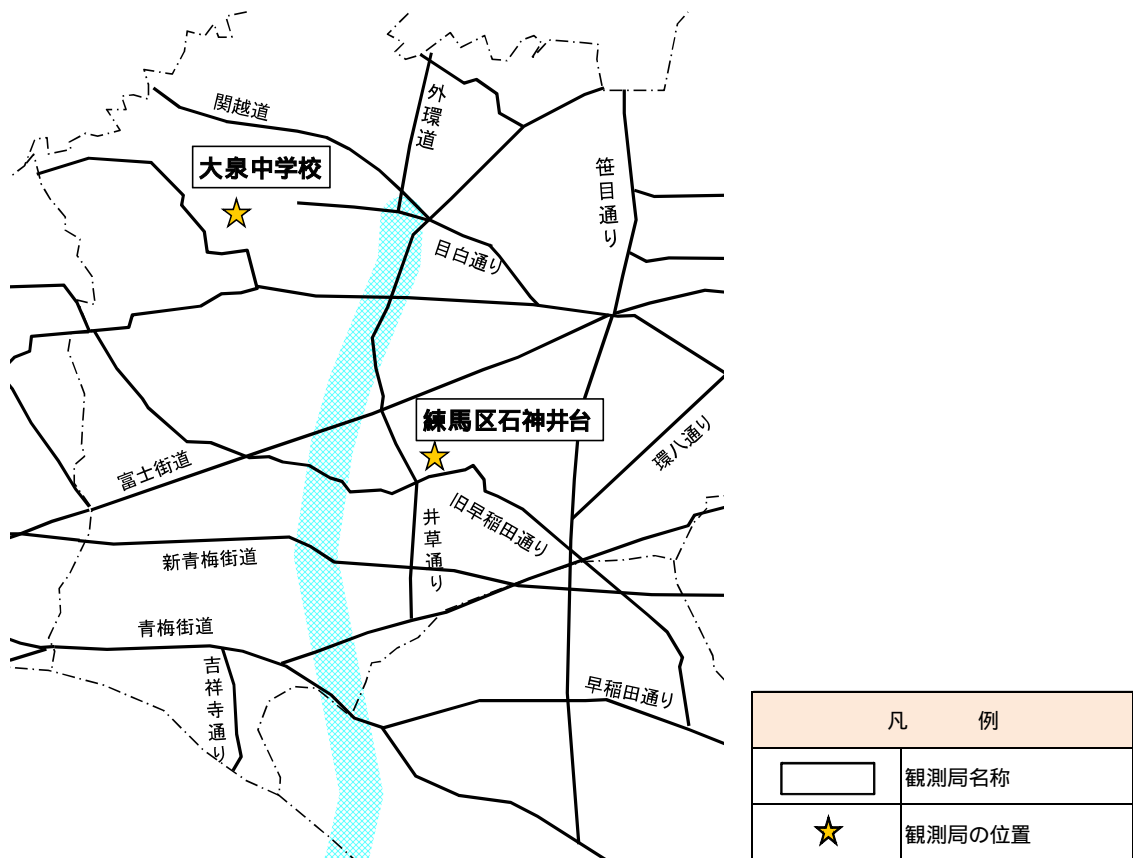 関越道
外環道
大泉中学校
笹目通り
目白通り
練馬区石神井台
環八通り
富士街道
旧早稲田通り
井草通り
新青梅街道
青梅街道
吉祥寺通り
早稲田通り
凡 例
観測局名称
観測局の位置